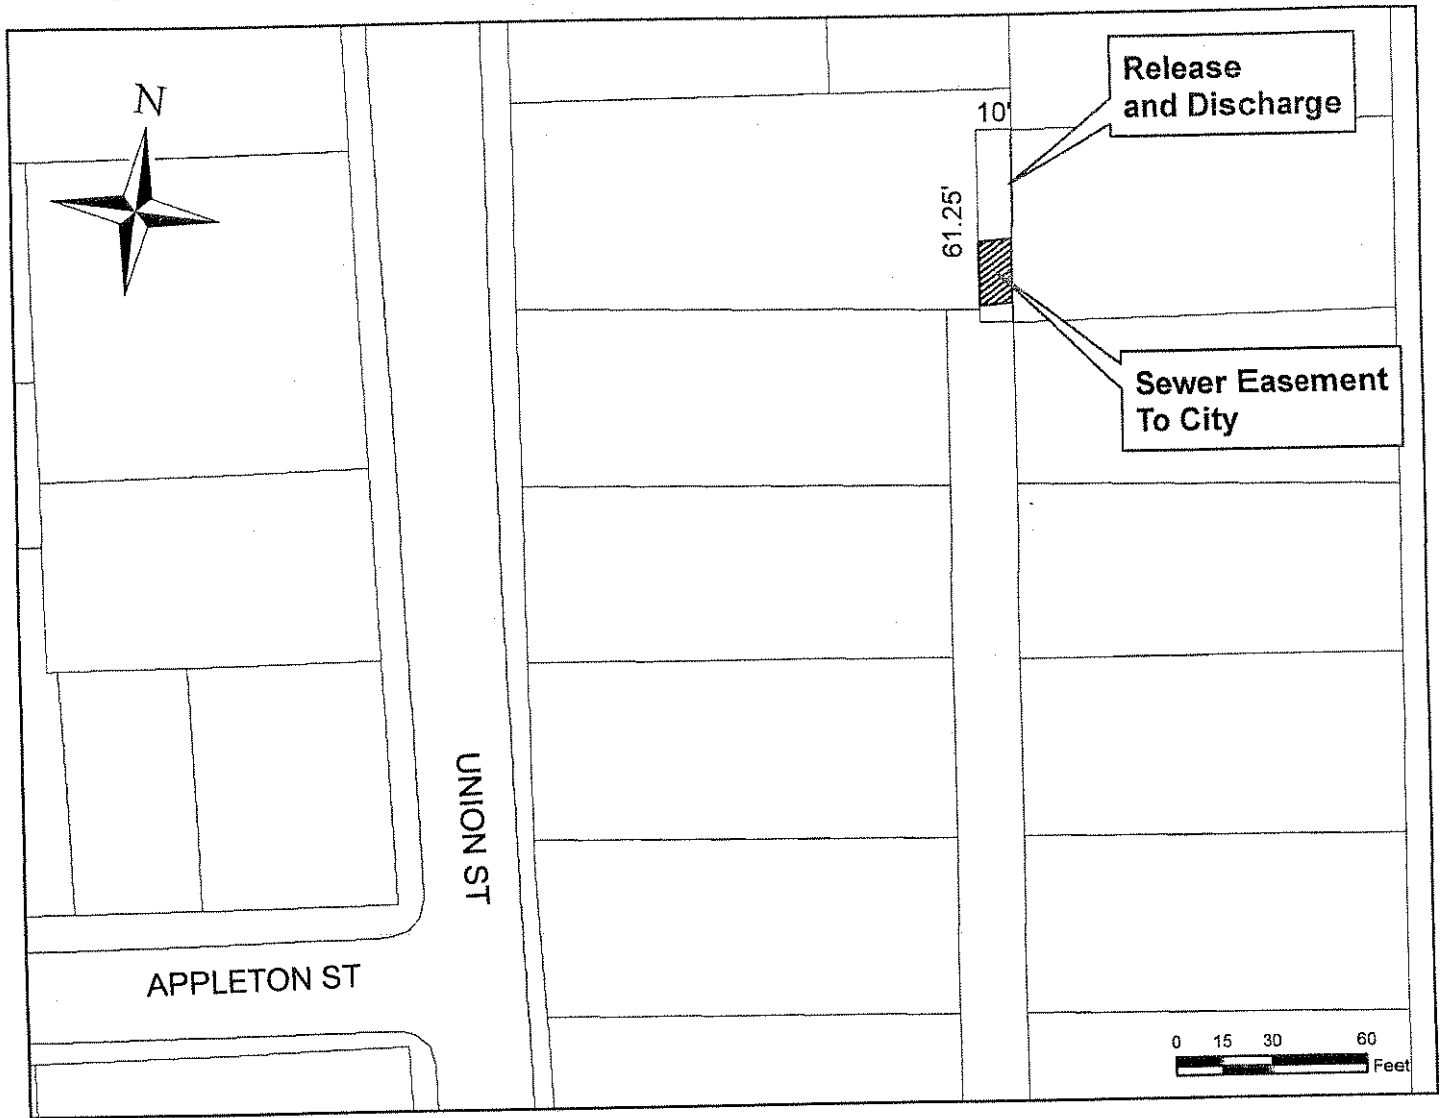 N
Release
and Discharge
10'
61.25'
Sewer Easement
To City
UNION ST
APPLETON ST
0 15 30 60
Feet